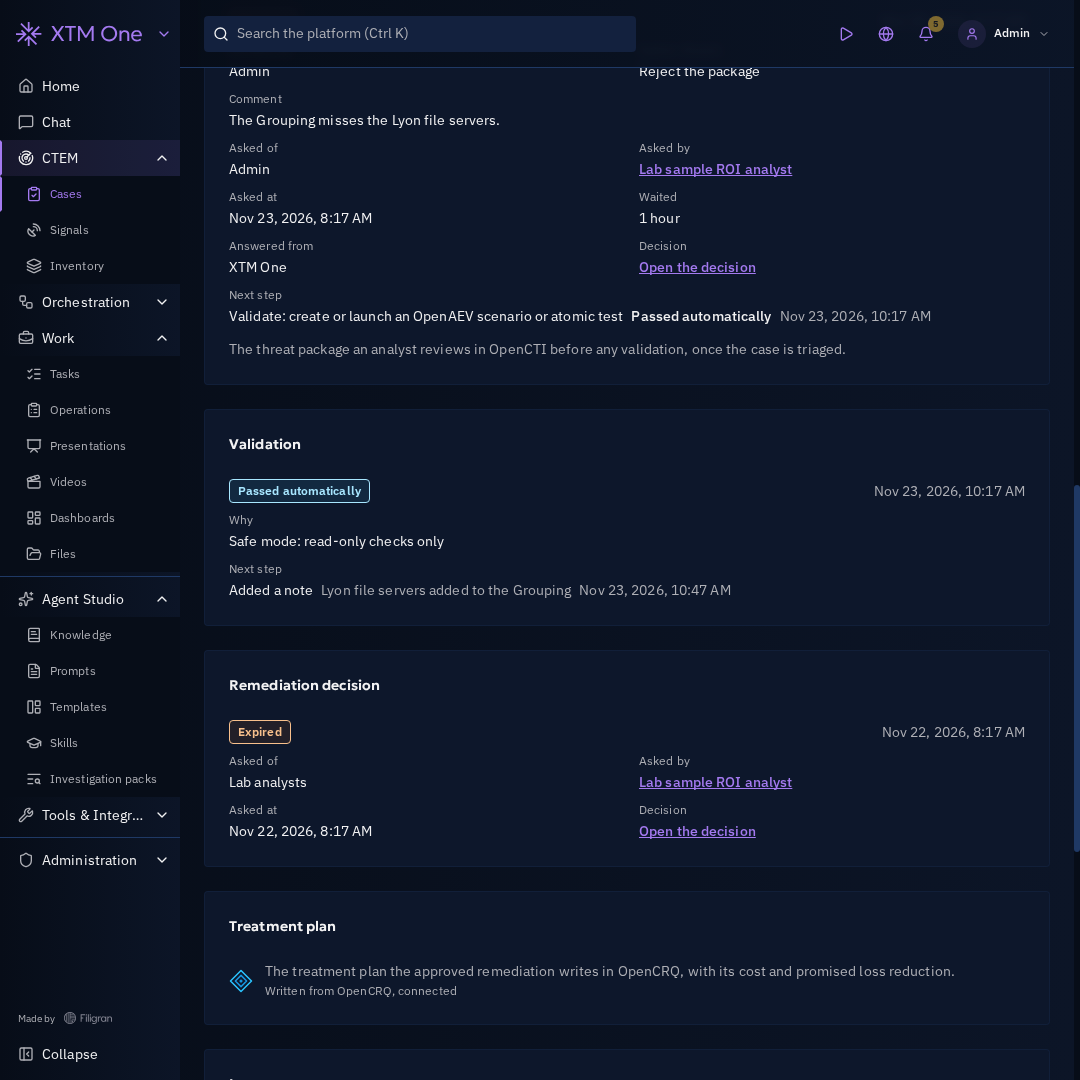 XTM One
Search the platform (Ctrl K)
5
Admin
Home
Chat
CTEM
Cases
Signals
Inventory
Orchestration
Work
Tasks
Operations
Presentations
Videos
Dashboards
Files
Agent Studio
Knowledge
Prompts
Templates
Skills
Investigation packs
Tools & Integr...
Administration
Made by Filigran
Collapse
Admin
Reject the package
Comment
The Grouping misses the Lyon file servers.
Asked of
Asked by
Admin
Lab sample ROI analyst
Asked at
Waited
Nov 23, 2026, 8:17 AM
1 hour
Answered from
Decision
XTM One
Open the decision
Next step
Validate: create or launch an OpenAEV scenario or atomic test Passed automatically Nov 23, 2026, 10:17 AM
The threat package an analyst reviews in OpenCTI before any validation, once the case is triaged.
Validation
Passed automatically
Nov 23, 2026, 10:17 AM
Why
Safe mode: read-only checks only
Next step
Added a note Lyon file servers added to the Grouping Nov 23, 2026, 10:47 AM
Remediation decision
Expired
Nov 22, 2026, 8:17 AM
Asked of
Asked by
Lab analysts
Lab sample ROI analyst
Asked at
Decision
Nov 22, 2026, 8:17 AM
Open the decision
Treatment plan
The treatment plan the approved remediation writes in OpenCRQ, with its cost and promised loss reduction.
Written from OpenCRQ, connected